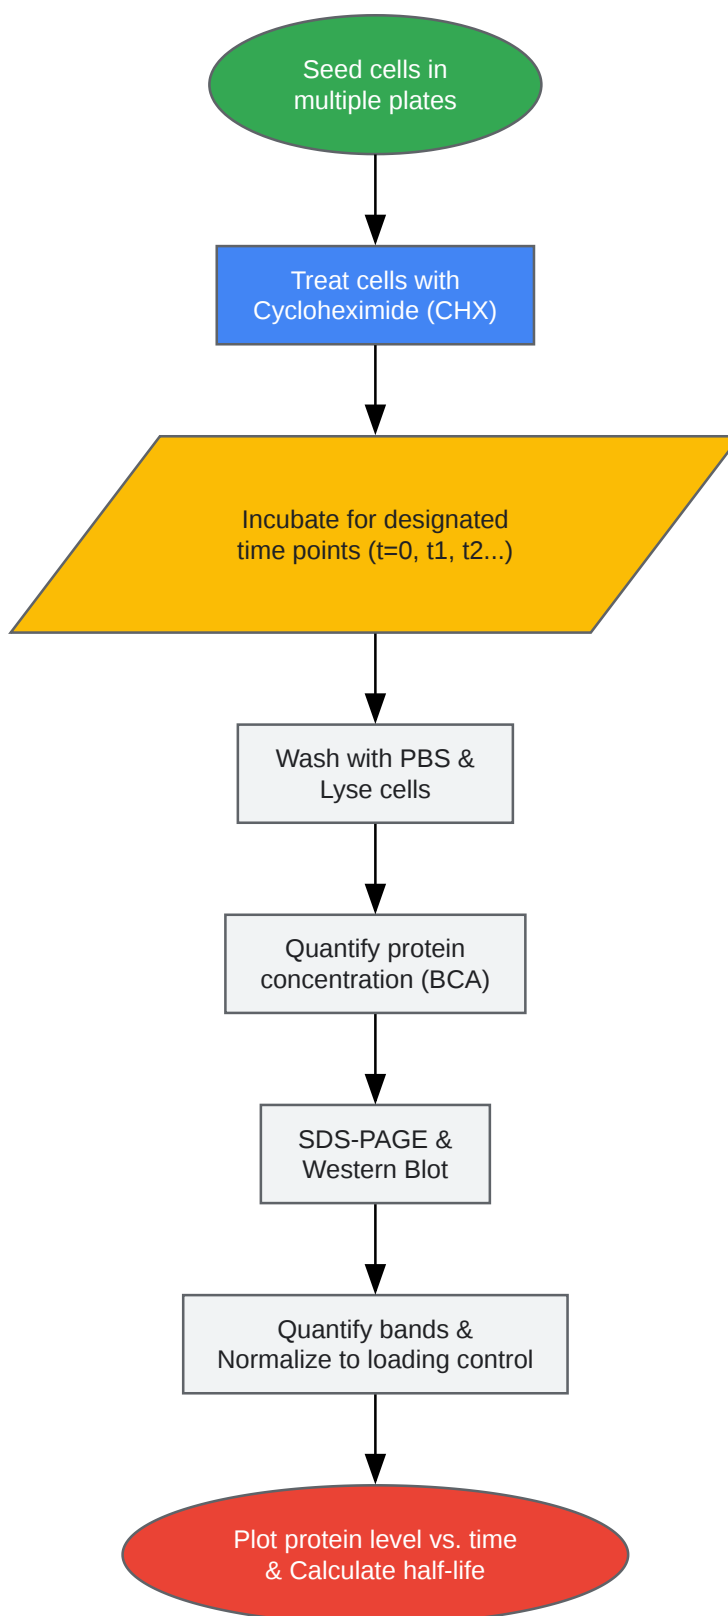 Seed cells in
multiple plates
Treat cells with
Cycloheximide (CHX)
Incubate for designated
time points (t=0, t1, t2...)
Wash with PBS &
Lyse cells
Quantify protein
concentration (BCA)
SDS-PAGE &
Western Blot
Quantify bands &
Normalize to loading control
Plot protein level vs. time
& Calculate half-life